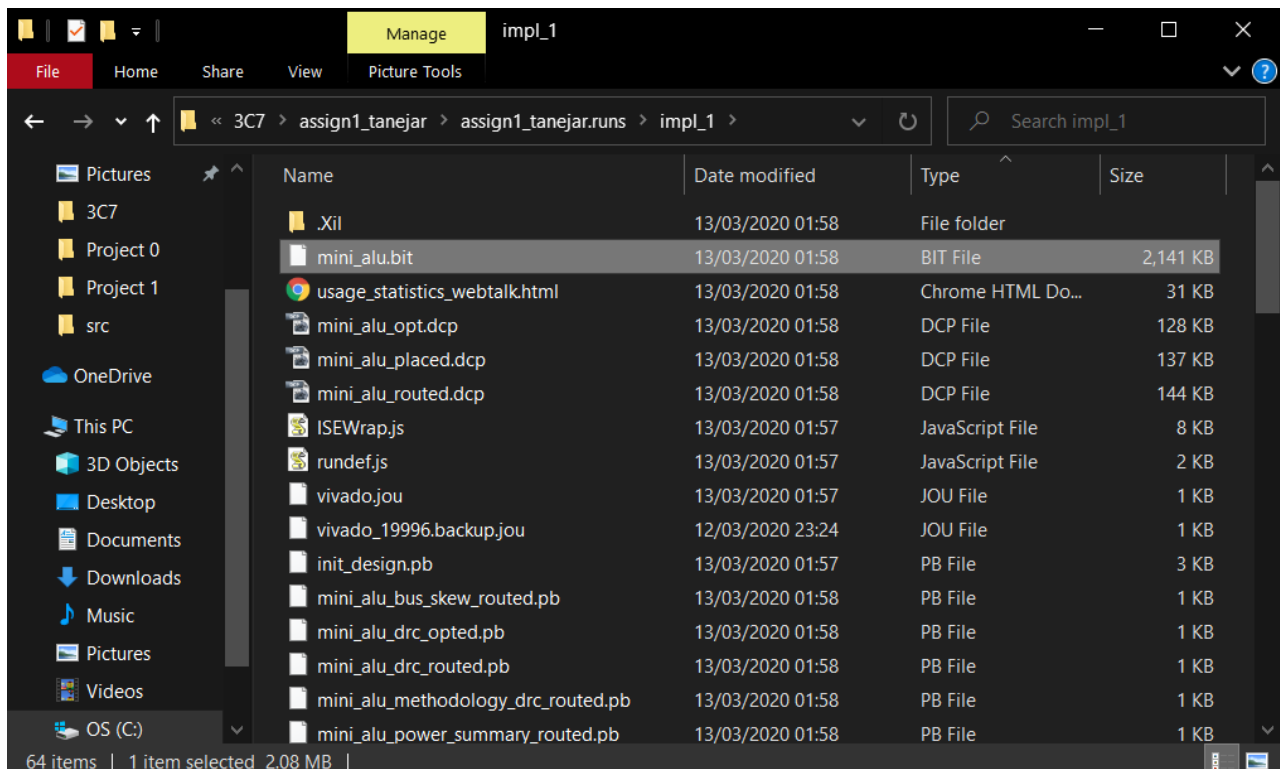 Manage impl_1
File Home Share View Picture Tools ?
« 3C7 > assign1_tanejar > assign1_tanejar.runs > impl_1 > Search impl_1
Pictures
3C7
Project 0
Project 1
src
OneDrive
This PC
3D Objects
Desktop
Documents
Downloads
Music
Pictures
Videos
OS (C:)
Name Date modified Type Size
.Xil 13/03/2020 01:58 File folder
mini_alu.bit 13/03/2020 01:58 BIT File 2,141 KB
usage_statistics_webtalk.html 13/03/2020 01:58 Chrome HTML Do... 31 KB
mini_alu_opt.dcp 13/03/2020 01:58 DCP File 128 KB
mini_alu_placed.dcp 13/03/2020 01:58 DCP File 137 KB
mini_alu_routed.dcp 13/03/2020 01:58 DCP File 144 KB
ISEWrap.js 13/03/2020 01:57 JavaScript File 8 KB
rundef.js 13/03/2020 01:57 JavaScript File 2 KB
vivado.jou 13/03/2020 01:57 JOU File 1 KB
vivado_19996.backup.jou 12/03/2020 23:24 JOU File 1 KB
init_design.pb 13/03/2020 01:57 PB File 3 KB
mini_alu_bus_skew_routed.pb 13/03/2020 01:58 PB File 1 KB
mini_alu_drc_opted.pb 13/03/2020 01:58 PB File 1 KB
mini_alu_drc_routed.pb 13/03/2020 01:58 PB File 1 KB
mini_alu_methodology_drc_routed.pb 13/03/2020 01:58 PB File 1 KB
mini_alu_power_summary_routed.pb 13/03/2020 01:58 PB File 1 KB
64 items | 1 item selected 2.08 MB |